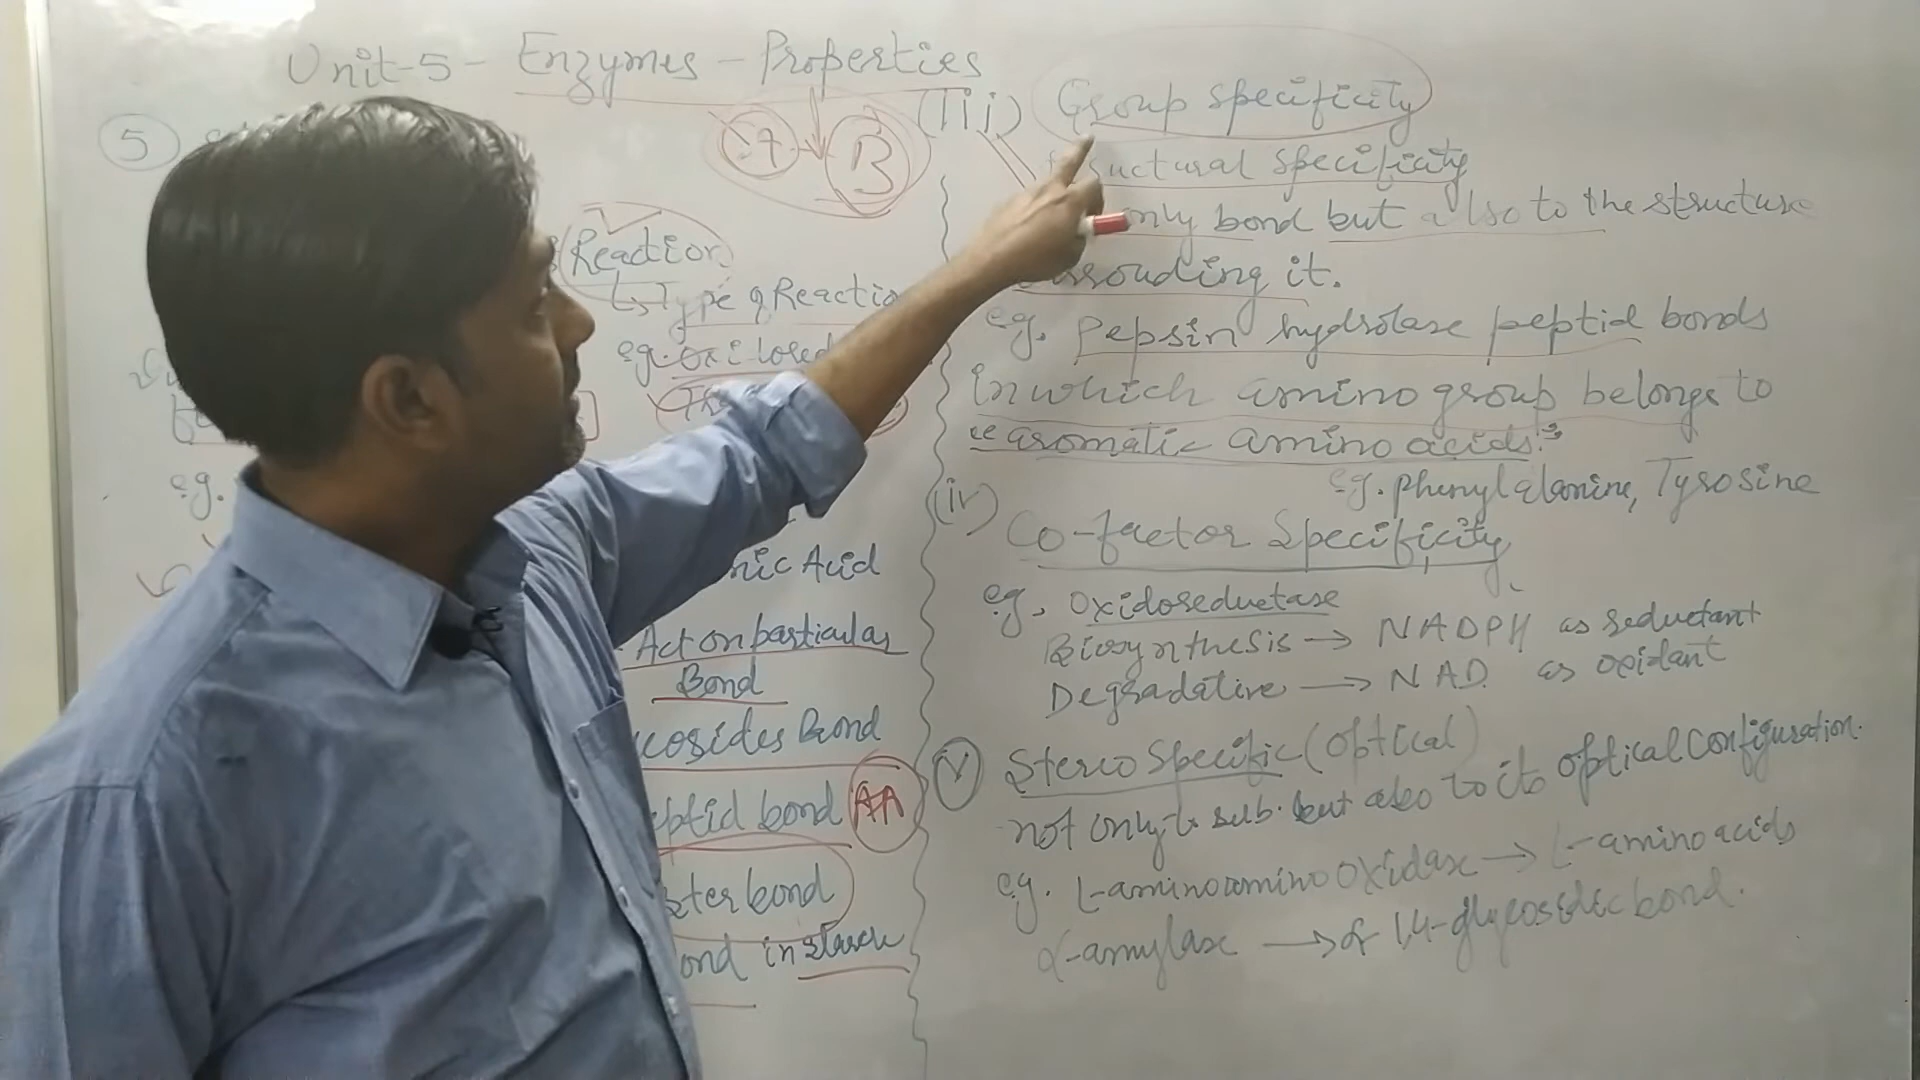 Unit-5 - Enzymes - Properties
5
A → B
Reaction
↳ Type of Reaction
eg.
eg.
nic Acid
Act on particular
Bond
cosides Bond
ptid bond AA
ster bond
ond in starch
(iii) Group specificity
uctural specificity
only bond but also to the structure
rrouding it.
eg. Pepsin hydrolase peptid bonds
in which amino group belongs to
"aromatic amino acids"
eg. phenylalanine, Tyrosine
(iv) Co-factor Specificity
eg. Oxidoreductase
Biosynthesis → NADPH as reductant
Degradative → NAD as oxidant
(v) Stereo Specific (optical)
not only to sub. but also to its optical Configuration.
eg. L-aminoamino oxidase → L-amino acids
α-amylase → of 1,4-glycosidic bond.